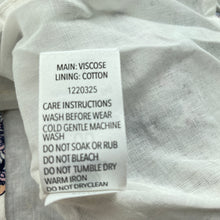 MAIN: VISCOSE
LINING: COTTON
1220325
CARE INSTRUCTIONS
WASH BEFORE WEAR
COLD GENTLE MACHINE
WASH
DO NOT SOAK OR RUB
DO NOT BLEACH
DO NOT TUMBLE DRY
WARM IRON
DO NOT DRYCLEAN